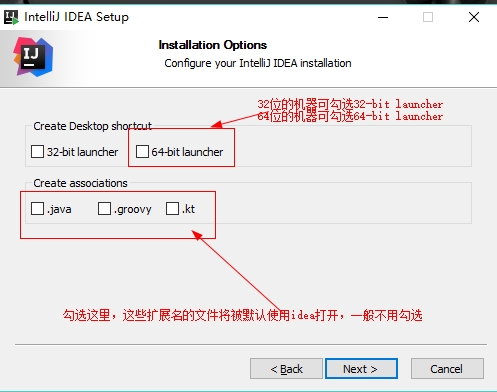 IntelliJ IDEA Setup
IJ
Installation Options
Configure your IntelliJ IDEA installation
32位的机器可勾选32-bit launcher
64位的机器可勾选64-bit launcher
Create Desktop shortcut
32-bit launcher
64-bit launcher
Create associations
.java
.groovy
.kt
勾选这里，这些扩展名的文件将被默认使用idea打开，一般不用勾选
< Back
Next >
Cancel